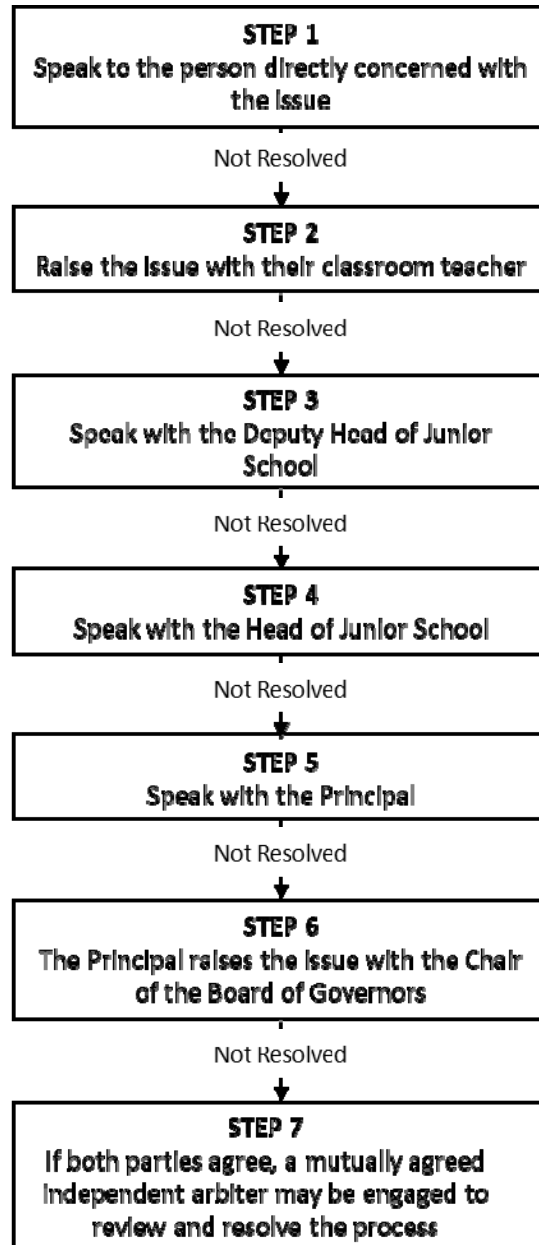 STEP 1
Speak to the person directly concerned with
the issue
Not Resolved
STEP 2
Raise the issue with their classroom teacher
Not Resolved
STEP 3
Speak with the Deputy Head of Junior
School
Not Resolved
STEP 4
Speak with the Head of Junior School
Not Resolved
STEP 5
Speak with the Principal
Not Resolved
STEP 6
The Principal raises the issue with the Chair
of the Board of Governors
Not Resolved
STEP 7
If both parties agree, a mutually agreed
independent arbiter may be engaged to
review and resolve the process